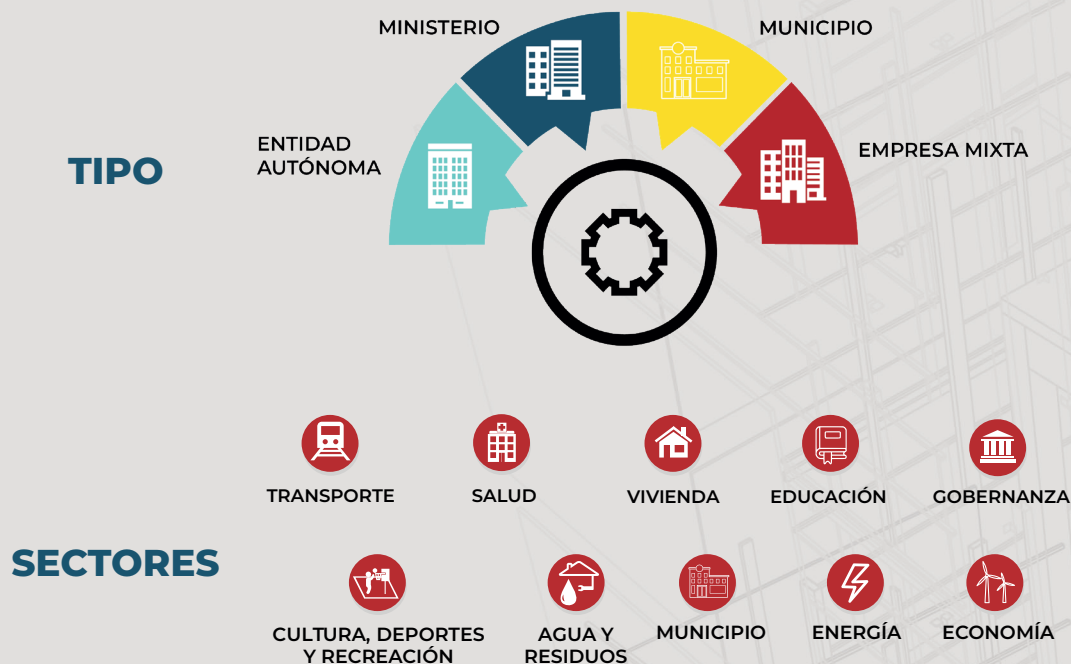 MINISTERIO
MUNICIPIO
ENTIDAD
AUTÓNOMA
EMPRESA MIXTA
TIPO
TRANSPORTE
SALUD
VIVIENDA
EDUCACIÓN
GOBERNANZA
SECTORES
CULTURA, DEPORTES
Y RECREACIÓN
AGUA Y
RESIDUOS
MUNICIPIO
ENERGÍA
ECONOMÍA